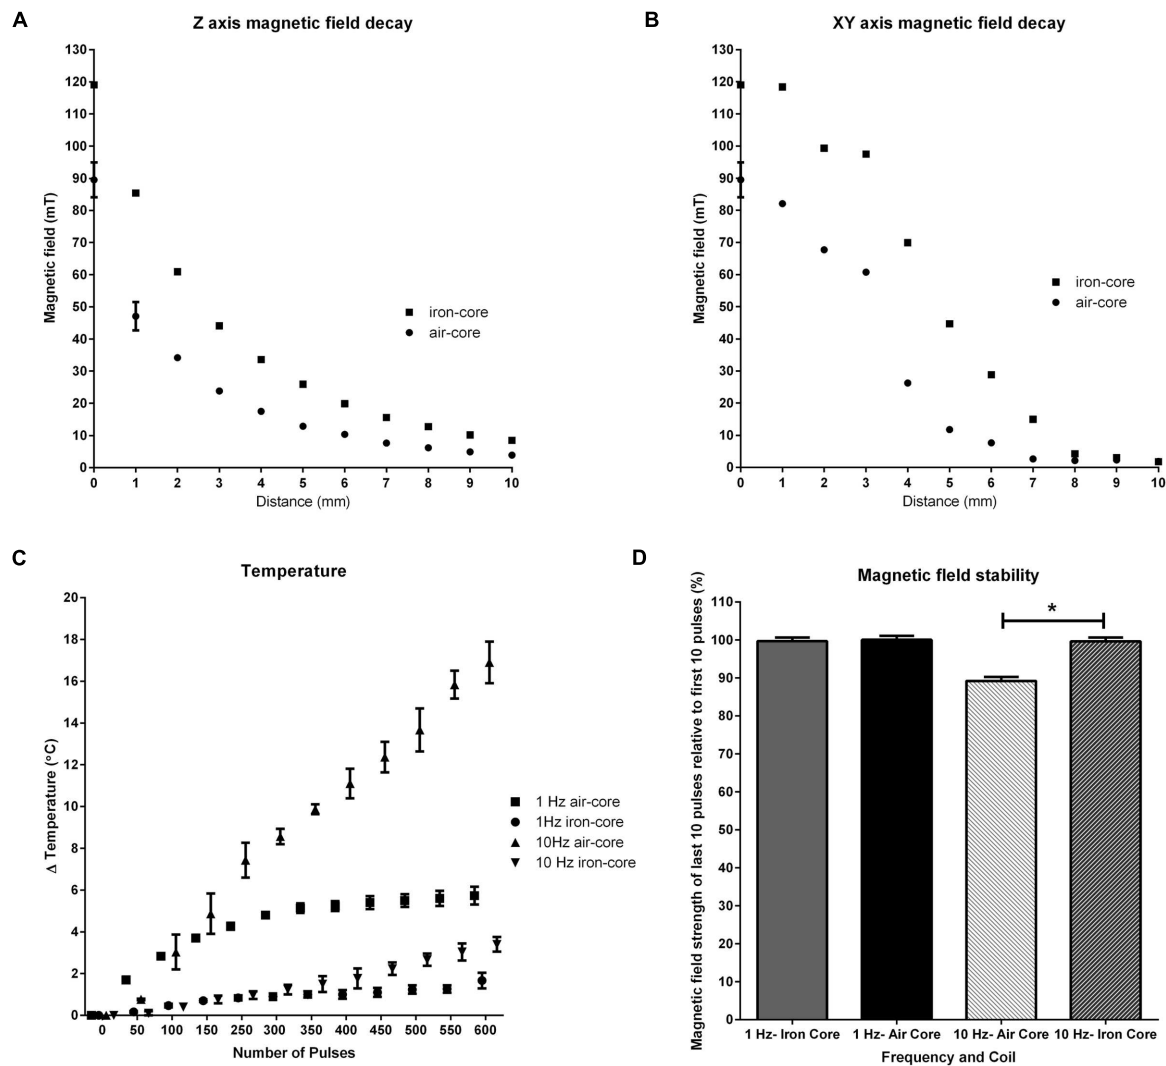 A
Z axis magnetic field decay
130
120
110
100
90
80
70
60
50
40
30
20
10
0
Magnetic field (mT)
iron-core
air-core
0 1 2 3 4 5 6 7 8 9 10
Distance (mm)
B
XY axis magnetic field decay
130
120
110
100
90
80
70
60
50
40
30
20
10
0
Magnetic field (mT)
iron-core
air-core
0 1 2 3 4 5 6 7 8 9 10
Distance (mm)
C
Temperature
20
18
16
14
12
10
8
6
4
2
0
Δ Temperature (°C)
1 Hz air-core
1Hz iron-core
10Hz air-core
10 Hz iron-core
0 50 100 150 200 250 300 350 400 450 500 550 600
Number of Pulses
D
Magnetic field stability
110
100
90
80
70
60
50
40
30
20
10
0
Magnetic field strength of last 10 pulses relative to first 10 pulses (%)
*
1 Hz- Iron Core 1 Hz- Air Core 10 Hz- Air Core 10 Hz- Iron Core
Frequency and Coil